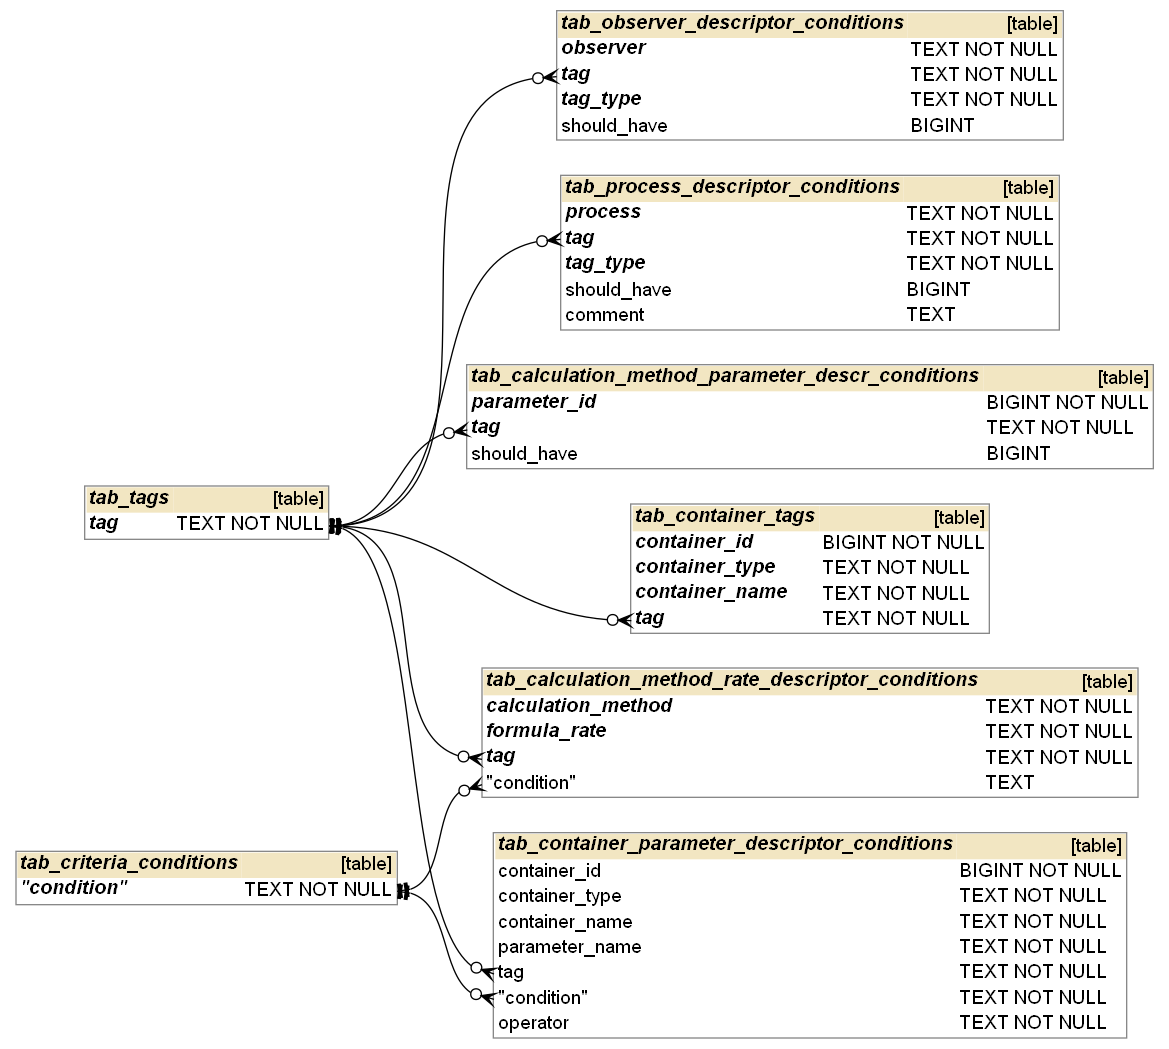 tab_observer_descriptor_conditions [table]
observer TEXT NOT NULL
tag TEXT NOT NULL
tag_type TEXT NOT NULL
should_have BIGINT
tab_process_descriptor_conditions [table]
process TEXT NOT NULL
tag TEXT NOT NULL
tag_type TEXT NOT NULL
should_have BIGINT
comment TEXT
tab_calculation_method_parameter_descr_conditions [table]
parameter_id BIGINT NOT NULL
tag TEXT NOT NULL
should_have BIGINT
tab_tags [table]
tag TEXT NOT NULL
tab_container_tags [table]
container_id BIGINT NOT NULL
container_type TEXT NOT NULL
container_name TEXT NOT NULL
tag TEXT NOT NULL
tab_calculation_method_rate_descriptor_conditions [table]
calculation_method TEXT NOT NULL
formula_rate TEXT NOT NULL
tag TEXT NOT NULL
"condition" TEXT
tab_criteria_conditions [table]
"condition" TEXT NOT NULL
tab_container_parameter_descriptor_conditions [table]
container_id BIGINT NOT NULL
container_type TEXT NOT NULL
container_name TEXT NOT NULL
parameter_name TEXT NOT NULL
tag TEXT NOT NULL
"condition" TEXT NOT NULL
operator TEXT NOT NULL